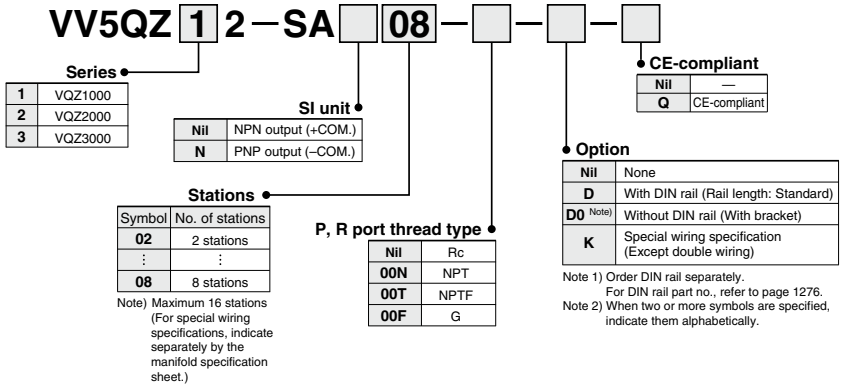 VV5QZ 1 2 — SA 08 — — —
Series
1 VQZ1000
2 VQZ2000
3 VQZ3000
SI unit
Nil NPN output (+COM.)
N PNP output (–COM.)
Stations
Symbol No. of stations
02 2 stations
⋮ ⋮
08 8 stations
Note) Maximum 16 stations
(For special wiring
specifications, indicate
separately by the
manifold specification
sheet.)
P, R port thread type
Nil Rc
00N NPT
00T NPTF
00F G
CE-compliant
Nil —
Q CE-compliant
Option
Nil None
D With DIN rail (Rail length: Standard)
D0 Note) Without DIN rail (With bracket)
K Special wiring specification
(Except double wiring)
Note 1) Order DIN rail separately.
For DIN rail part no., refer to page 1276.
Note 2) When two or more symbols are specified,
indicate them alphabetically.